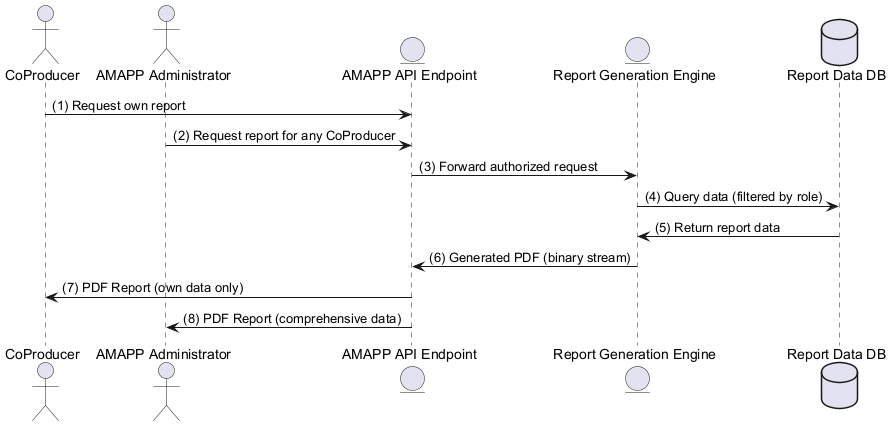 CoProducer AMAPP Administrator AMAPP API Endpoint Report Generation Engine Report Data DB
(1) Request own report
(2) Request report for any CoProducer
(3) Forward authorized request
(4) Query data (filtered by role)
(5) Return report data
(6) Generated PDF (binary stream)
(7) PDF Report (own data only)
(8) PDF Report (comprehensive data)
CoProducer AMAPP Administrator AMAPP API Endpoint Report Generation Engine Report Data DB